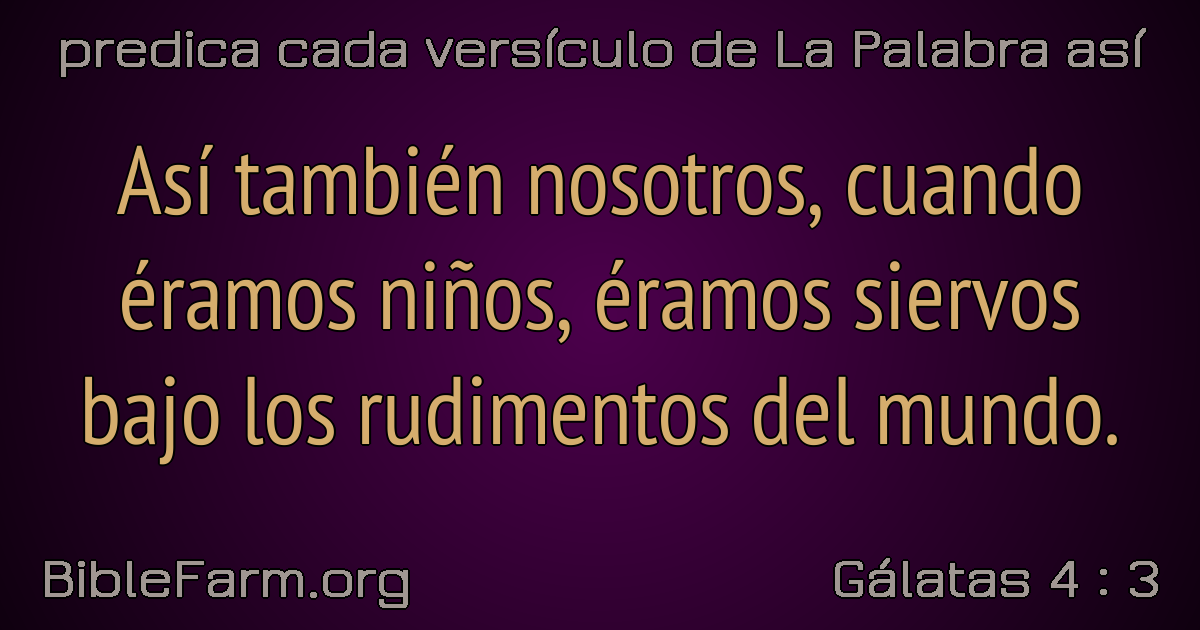 predica cada versículo de La Palabra así
Así también nosotros, cuando
éramos niños, éramos siervos
bajo los rudimentos del mundo.
BibleFarm.org
Gálatas 4 : 3